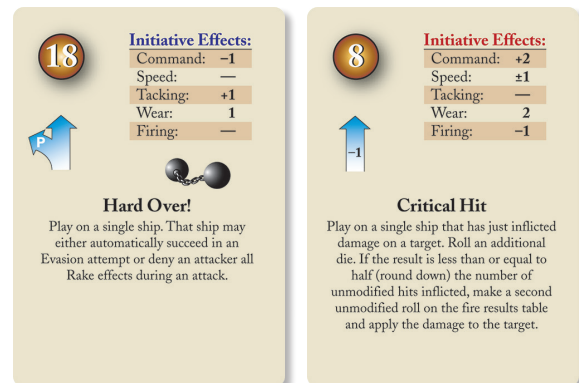 18
Initiative Effects:
Command: −1
Speed: —
Tacking: +1
Wear: 1
Firing: —
P
Hard Over!
Play on a single ship. That ship may
either automatically succeed in an
Evasion attempt or deny an attacker all
Rake effects during an attack.
8
Initiative Effects:
Command: +2
Speed: ±1
Tacking: —
Wear: 2
Firing: −1
−1
Critical Hit
Play on a single ship that has just inflicted
damage on a target. Roll an additional
die. If the result is less than or equal to
half (round down) the number of
unmodified hits inflicted, make a second
unmodified roll on the fire results table
and apply the damage to the target.